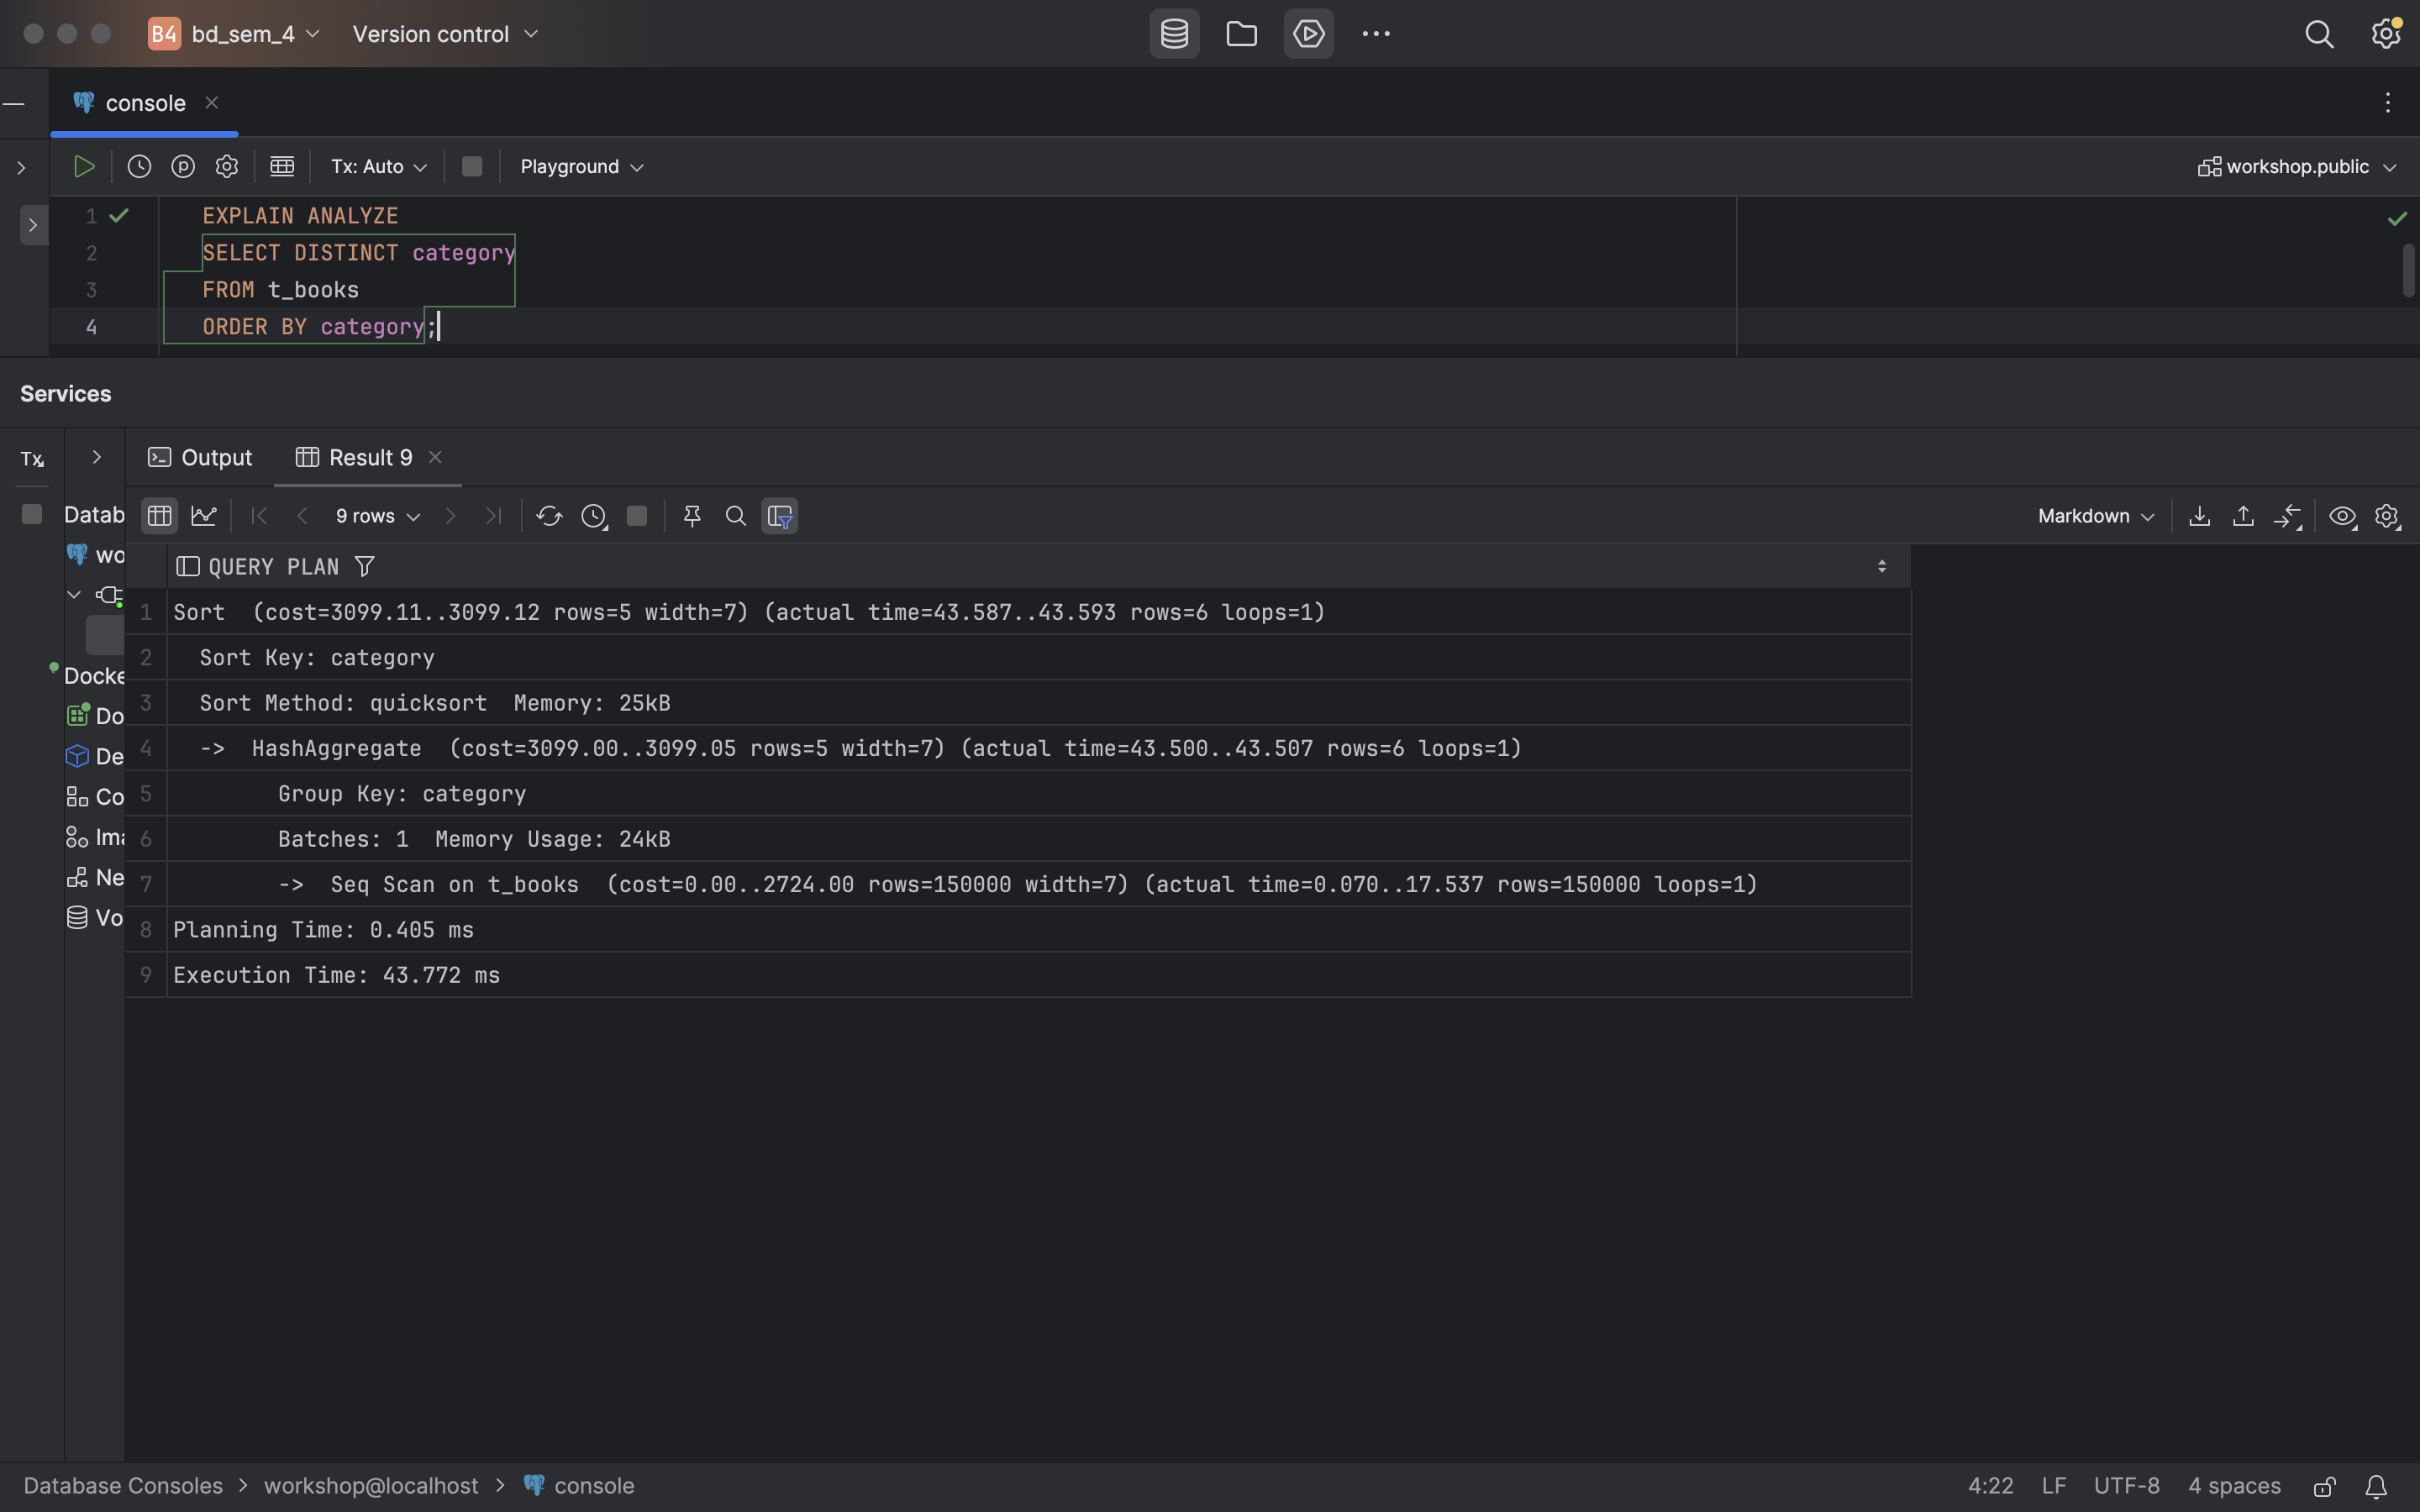 B4 bd_sem_4 Version control
console
Tx: Auto Playground workshop.public
1 EXPLAIN ANALYZE
2 SELECT DISTINCT category
3 FROM t_books
4 ORDER BY category;
Services
Tx Output Result 9
Datab 9 rows Markdown
wo
QUERY PLAN
1 Sort  (cost=3099.11..3099.12 rows=5 width=7) (actual time=43.587..43.593 rows=6 loops=1)
2   Sort Key: category
Docke
3   Sort Method: quicksort  Memory: 25kB
Do
4   ->  HashAggregate  (cost=3099.00..3099.05 rows=5 width=7) (actual time=43.500..43.507 rows=6 loops=1)
De
5         Group Key: category
Co
6         Batches: 1  Memory Usage: 24kB
Ima
7         ->  Seq Scan on t_books  (cost=0.00..2724.00 rows=150000 width=7) (actual time=0.070..17.537 rows=150000 loops=1)
Ne
8 Planning Time: 0.405 ms
Vo
9 Execution Time: 43.772 ms
Database Consoles workshop@localhost console 4:22 LF UTF-8 4 spaces